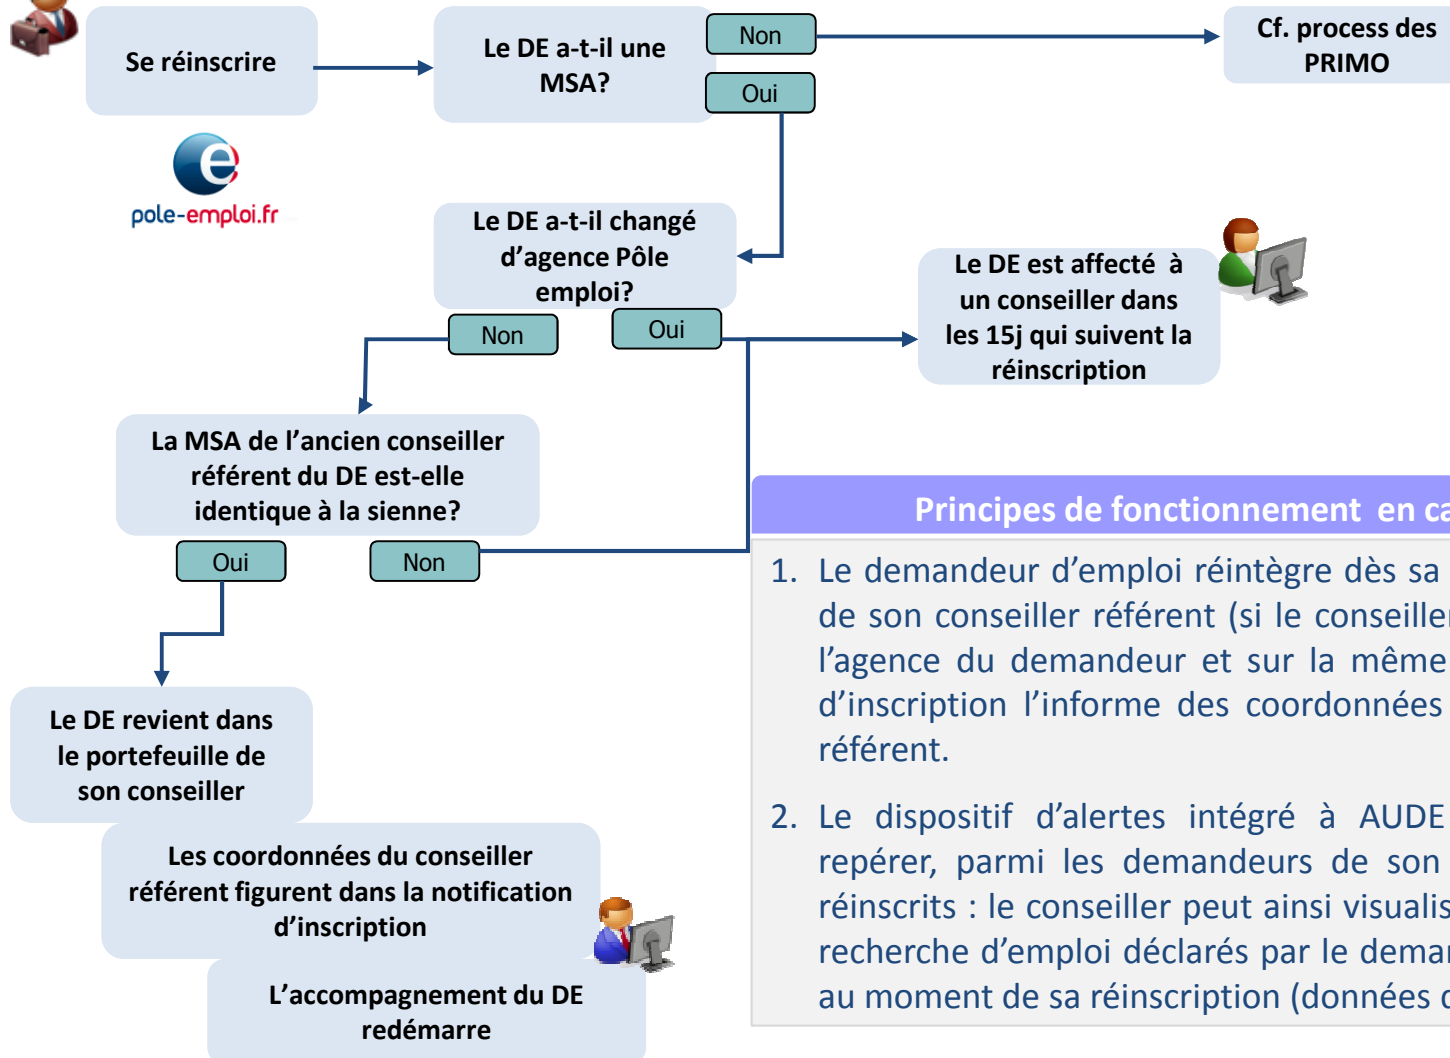 Se réinscrire
Le DE a-t-il une
MSA?
Non
Oui
Cf. process des
PRIMO
e
pole-emploi.fr
Le DE a-t-il changé
d’agence Pôle
emploi?
Non
Oui
Le DE est affecté à
un conseiller dans
les 15j qui suivent la
réinscription
La MSA de l’ancien conseiller
référent du DE est-elle
identique à la sienne?
Oui
Non
Le DE revient dans
le portefeuille de
son conseiller
Les coordonnées du conseiller
référent figurent dans la notification
d’inscription
L’accompagnement du DE
redémarre
Principes de fonctionnement en ca
1. Le demandeur d’emploi réintègre dès sa
de son conseiller référent (si le conseiller
l’agence du demandeur et sur la même
d’inscription l’informe des coordonnées
référent.
2. Le dispositif d’alertes intégré à AUDE
repérer, parmi les demandeurs de son
réinscrits : le conseiller peut ainsi visualis
recherche d’emploi déclarés par le deman
au moment de sa réinscription (données